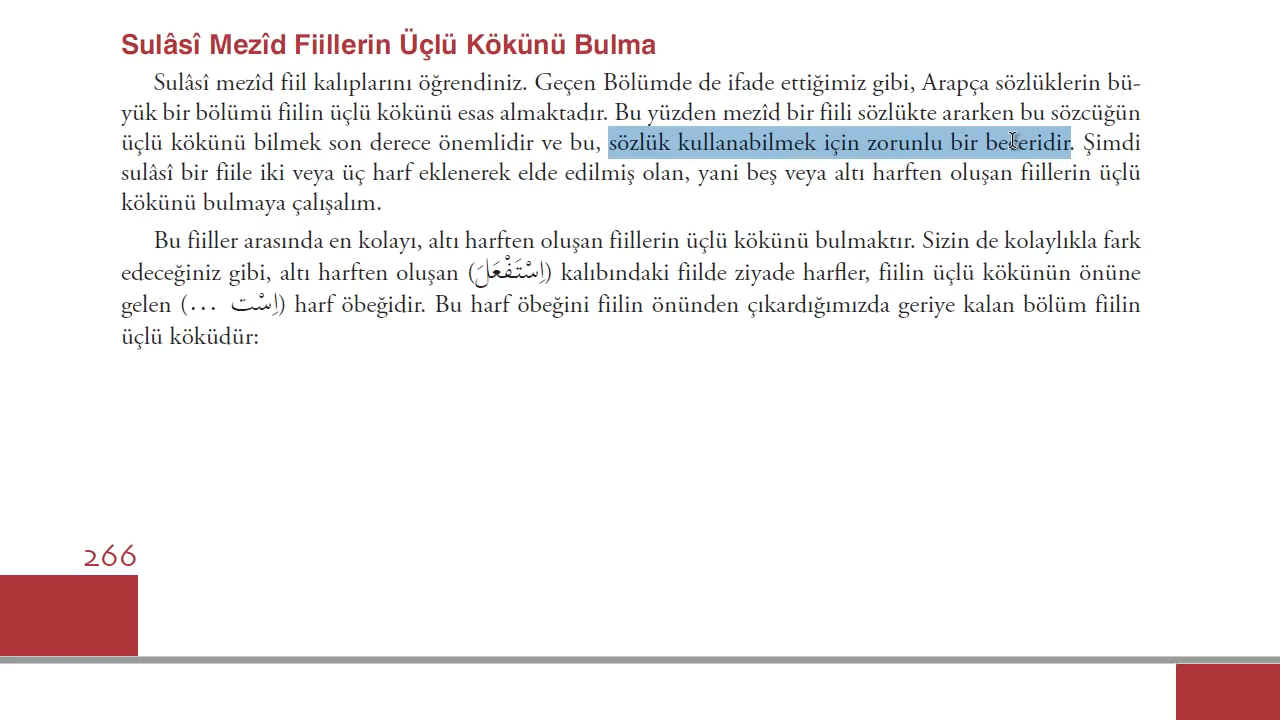 Sulâsî Mezîd Fiillerin Üçlü Kökünü Bulma
Sulâsî mezîd fiil kalıplarını öğrendiniz. Geçen Bölümde de ifade ettiğimiz gibi, Arapça sözlüklerin bü-
yük bir bölümü fiilin üçlü kökünü esas almaktadır. Bu yüzden mezîd bir fiili sözlükte ararken bu sözcüğün
üçlü kökünü bilmek son derece önemlidir ve bu, sözlük kullanabilmek için zorunlu bir beceridir. Şimdi
sulâsî bir fiile iki veya üç harf eklenerek elde edilmiş olan, yani beş veya altı harften oluşan fiillerin üçlü
kökünü bulmaya çalışalım.
Bu fiiller arasında en kolayı, altı harften oluşan fiillerin üçlü kökünü bulmaktır. Sizin de kolaylıkla fark
edeceğiniz gibi, altı harften oluşan (اِسْتَفْعَلَ) kalıbındaki fiilde ziyade harfler, fiilin üçlü kökünün önüne
gelen (اِسْت ...) harf öbeğidir. Bu harf öbeğini fiilin önünden çıkardığımızda geriye kalan bölüm fiilin
üçlü köküdür:
266